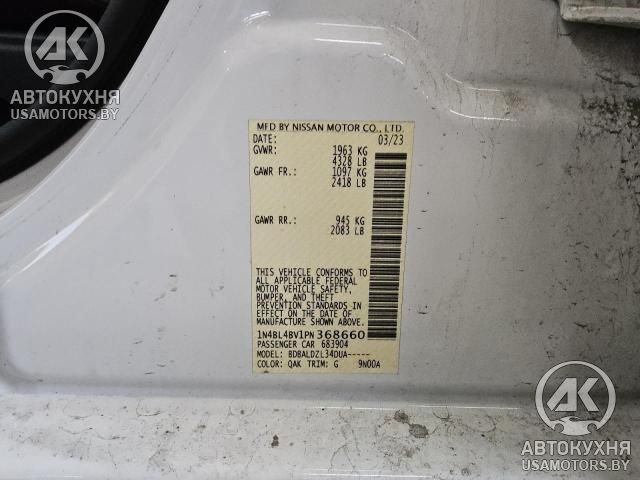 АК
АВТОКУХНЯ
USAMOTORS.BY
MFD BY NISSAN MOTOR CO., LTD.
DATE: 03/23
GVWR: 1963 KG
4328 LB
GAWR FR.: 1097 KG
2418 LB
GAWR RR.: 945 KG
2083 LB
THIS VEHICLE CONFORMS TO
ALL APPLICABLE FEDERAL
MOTOR VEHICLE SAFETY,
BUMPER, AND THEFT
PREVENTION STANDARDS IN
EFFECT ON THE DATE OF
MANUFACTURE SHOWN ABOVE.
1N4BL4BV1PN368660
PASSENGER CAR 683904
MODEL: BDBALDZL34DUA-----
COLOR: QAK TRIM: G 9N00A
АК
АВТОКУХНЯ
USAMOTORS.BY